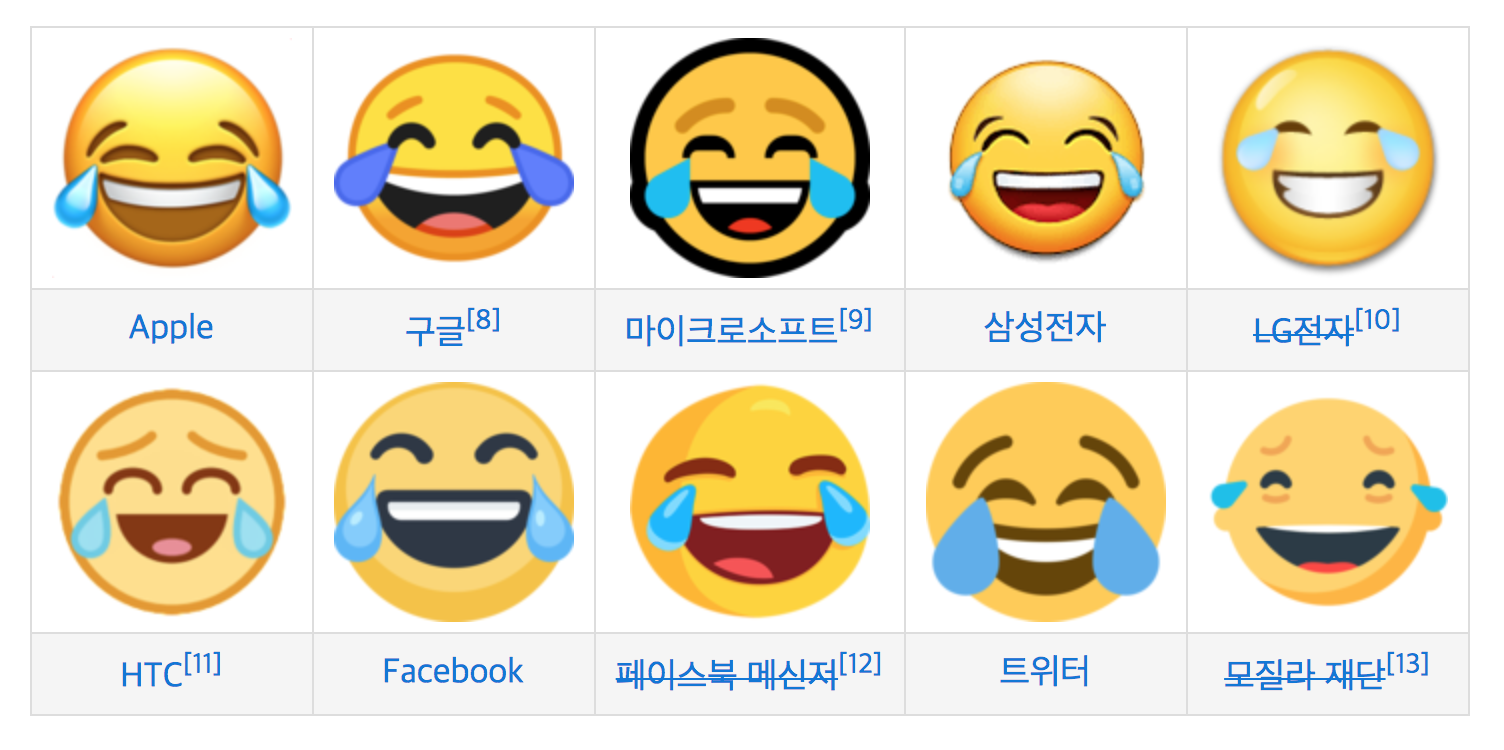 Apple
구글[8]
마이크로소프트[9]
삼성전자
LG전자[10]
HTC[11]
Facebook
페이스북 메신저[12]
트위터
모질라 재단[13]